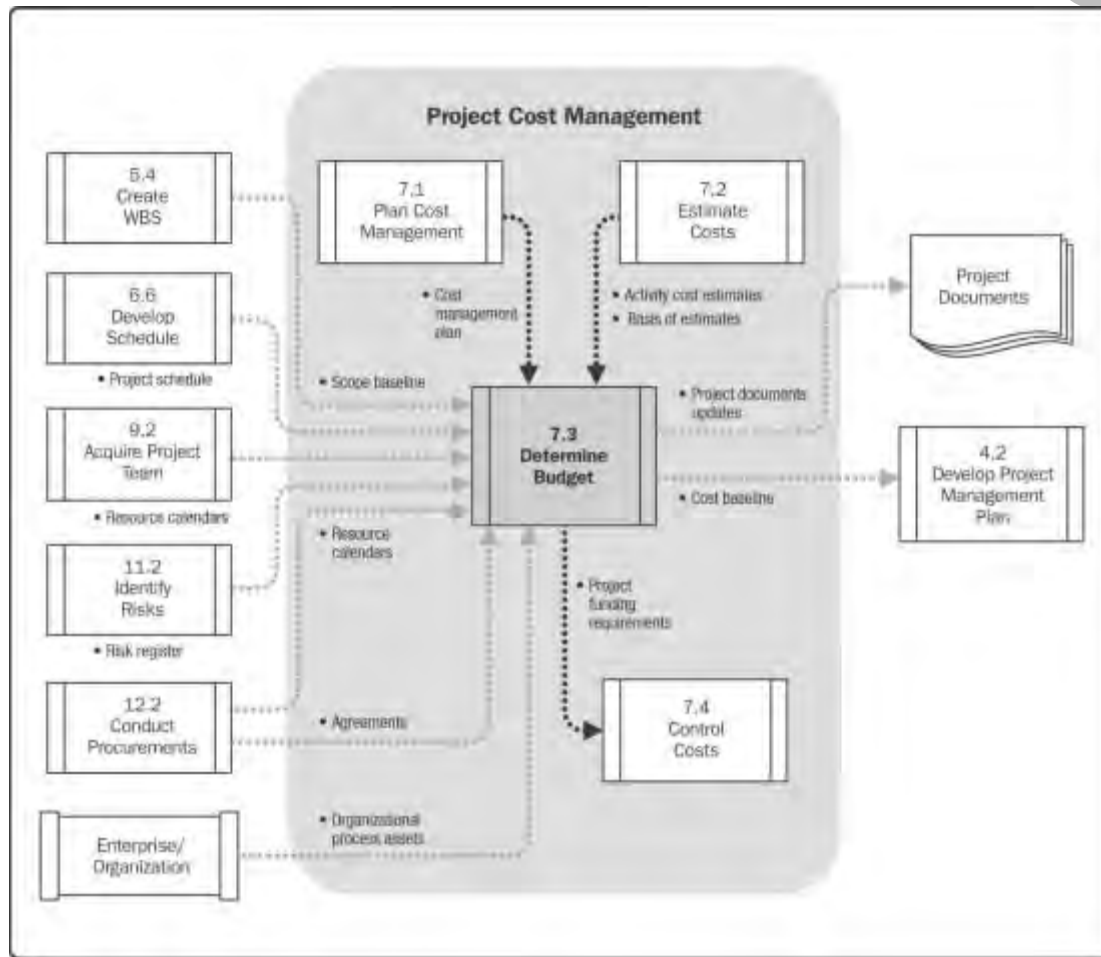 Project Cost Management
5.4
Create
WBS
7.1
Plan Cost
Management
7.2
Estimate
Costs
6.6
Develop
Schedule
• Project schedule
• Cost
management
plan
• Activity cost estimates
• Basis of estimates
Project
Documents
• Scope baseline
9.2
Acquire Project
Team
• Resource calendars
7.3
Determine
Budget
• Project documents
updates
• Cost baseline
4.2
Develop Project
Management
Plan
• Resource
calendars
11.2
Identify
Risks
• Risk register
• Project
funding
requirements
12.2
Conduct
Procurements
• Agreements
7.4
Control
Costs
Enterprise/
Organization
• Organizational
process assets